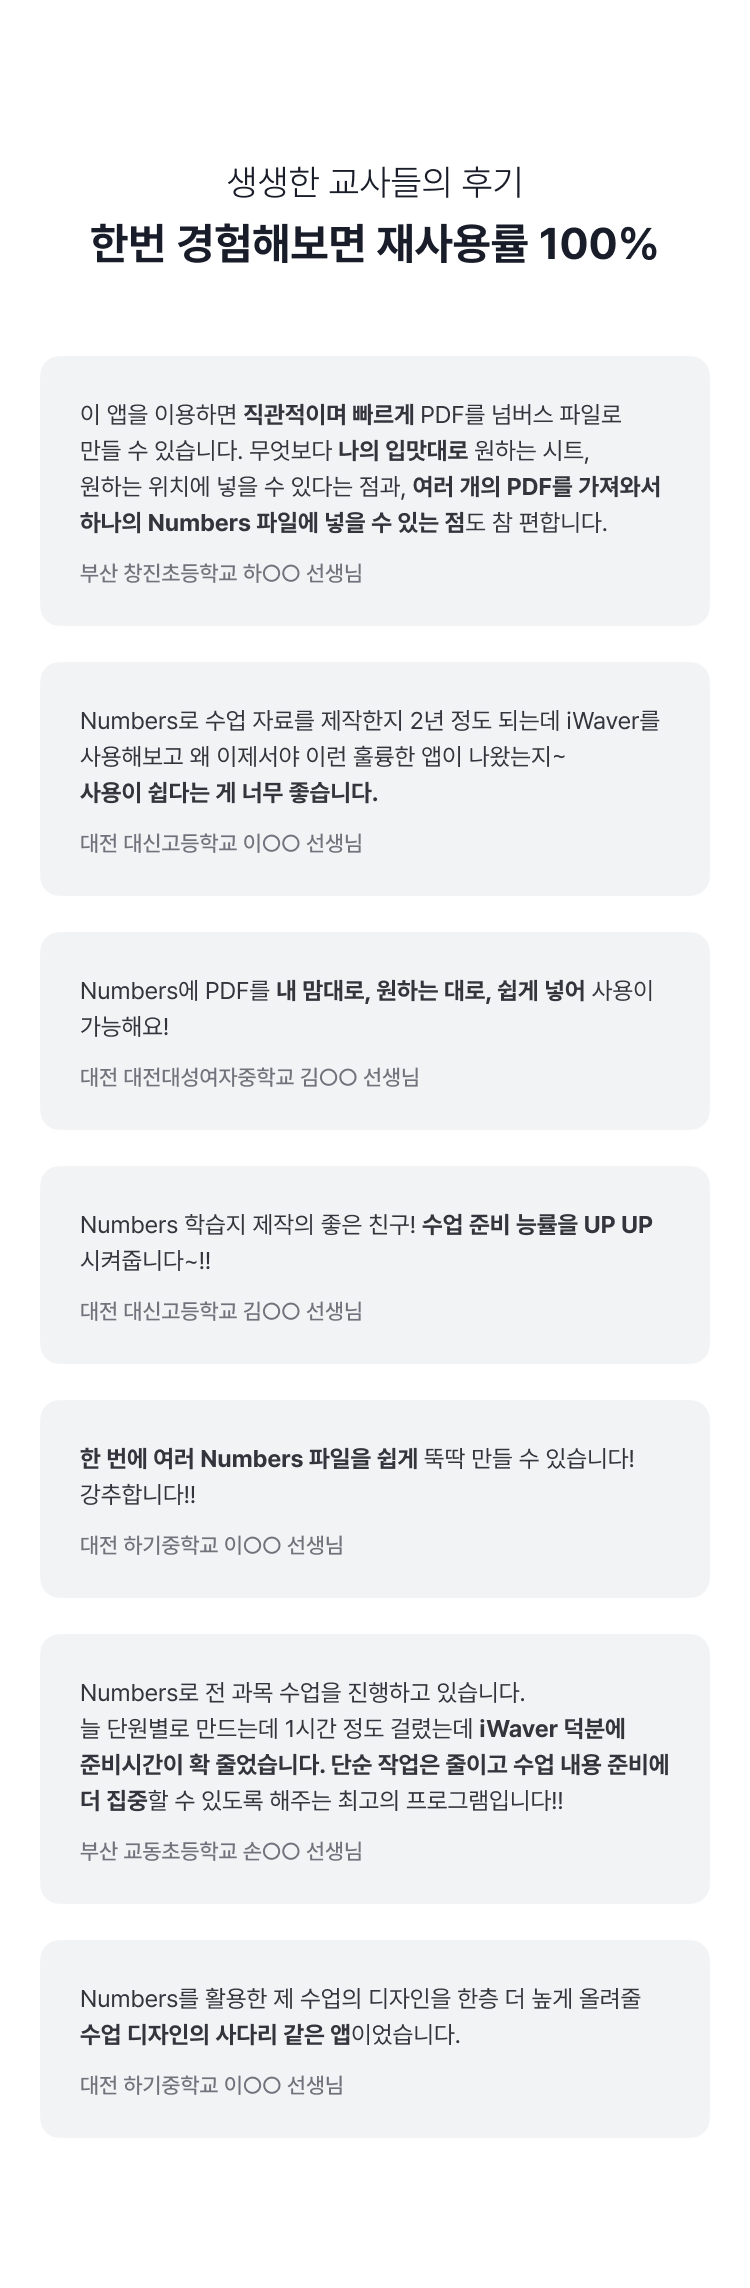 생생한 교사들의 후기
한번 경험해보면 재사용률 100%
이 앱을 이용하면 직관적이며 빠르게 PDF를 넘버스 파일로
만들 수 있습니다. 무엇보다 나의 입맛대로 원하는 시트,
원하는 위치에 넣을 수 있다는 점과, 여러 개의 PDF를 가져와서
하나의 Numbers 파일에 넣을 수 있는 점도 참 편합니다.
부산 창진초등학교 하○○ 선생님
Numbers로 수업 자료를 제작한지 2년 정도 되는데 iWaver를
사용해보고 왜 이제서야 이런 훌륭한 앱이 나왔는지~
사용이 쉽다는 게 너무 좋습니다.
대전 대신고등학교 이○○ 선생님
Numbers에 PDF를 내 맘대로, 원하는 대로, 쉽게 넣어 사용이
가능해요!
대전 대전대성여자중학교 김○○ 선생님
Numbers 학습지 제작의 좋은 친구! 수업 준비 능률을 UP UP
시켜줍니다~!!
대전 대신고등학교 김○○ 선생님
한 번에 여러 Numbers 파일을 쉽게 뚝딱 만들 수 있습니다!
강추합니다!!
대전 하기중학교 이○○ 선생님
Numbers로 전 과목 수업을 진행하고 있습니다.
늘 단원별로 만드는데 1시간 정도 걸렸는데 iWaver 덕분에
준비시간이 확 줄었습니다. 단순 작업은 줄이고 수업 내용 준비에
더 집중할 수 있도록 해주는 최고의 프로그램입니다!!
부산 교동초등학교 손○○ 선생님
Numbers를 활용한 제 수업의 디자인을 한층 더 높게 올려줄
수업 디자인의 사다리 같은 앱이었습니다.
대전 하기중학교 이○○ 선생님